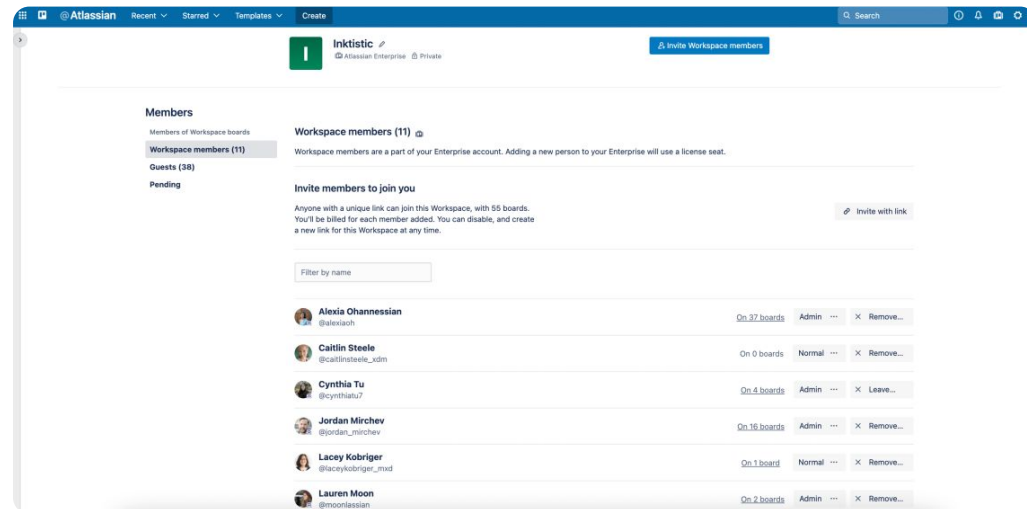 @Atlassian Recent Starred Templates Create Search
I
Inktistic
Atlassian Enterprise Private
Invite Workspace members
Members
Members of Workspace boards
Workspace members (11)
Guests (38)
Pending
Workspace members (11)
Workspace members are a part of your Enterprise account. Adding a new person to your Enterprise will use a license seat.
Invite members to join you
Anyone with a unique link can join this Workspace, with 55 boards.
You'll be billed for each member added. You can disable, and create
a new link for this Workspace at any time.
Invite with link
Filter by name
Alexia Ohannessian
@alexiaoh
On 37 boards Admin ··· Remove...
Caitlin Steele
@caitlinsteele_xdm
On 0 boards Normal ··· Remove...
Cynthia Tu
@cynthiatu7
On 4 boards Admin ··· Leave...
Jordan Mirchev
@jordan_mirchev
On 16 boards Admin ··· Remove...
Lacey Kobriger
@laceykobriger_mxd
On 1 board Normal ··· Remove...
Lauren Moon
@moonlassian
On 2 boards Admin ··· Remove...